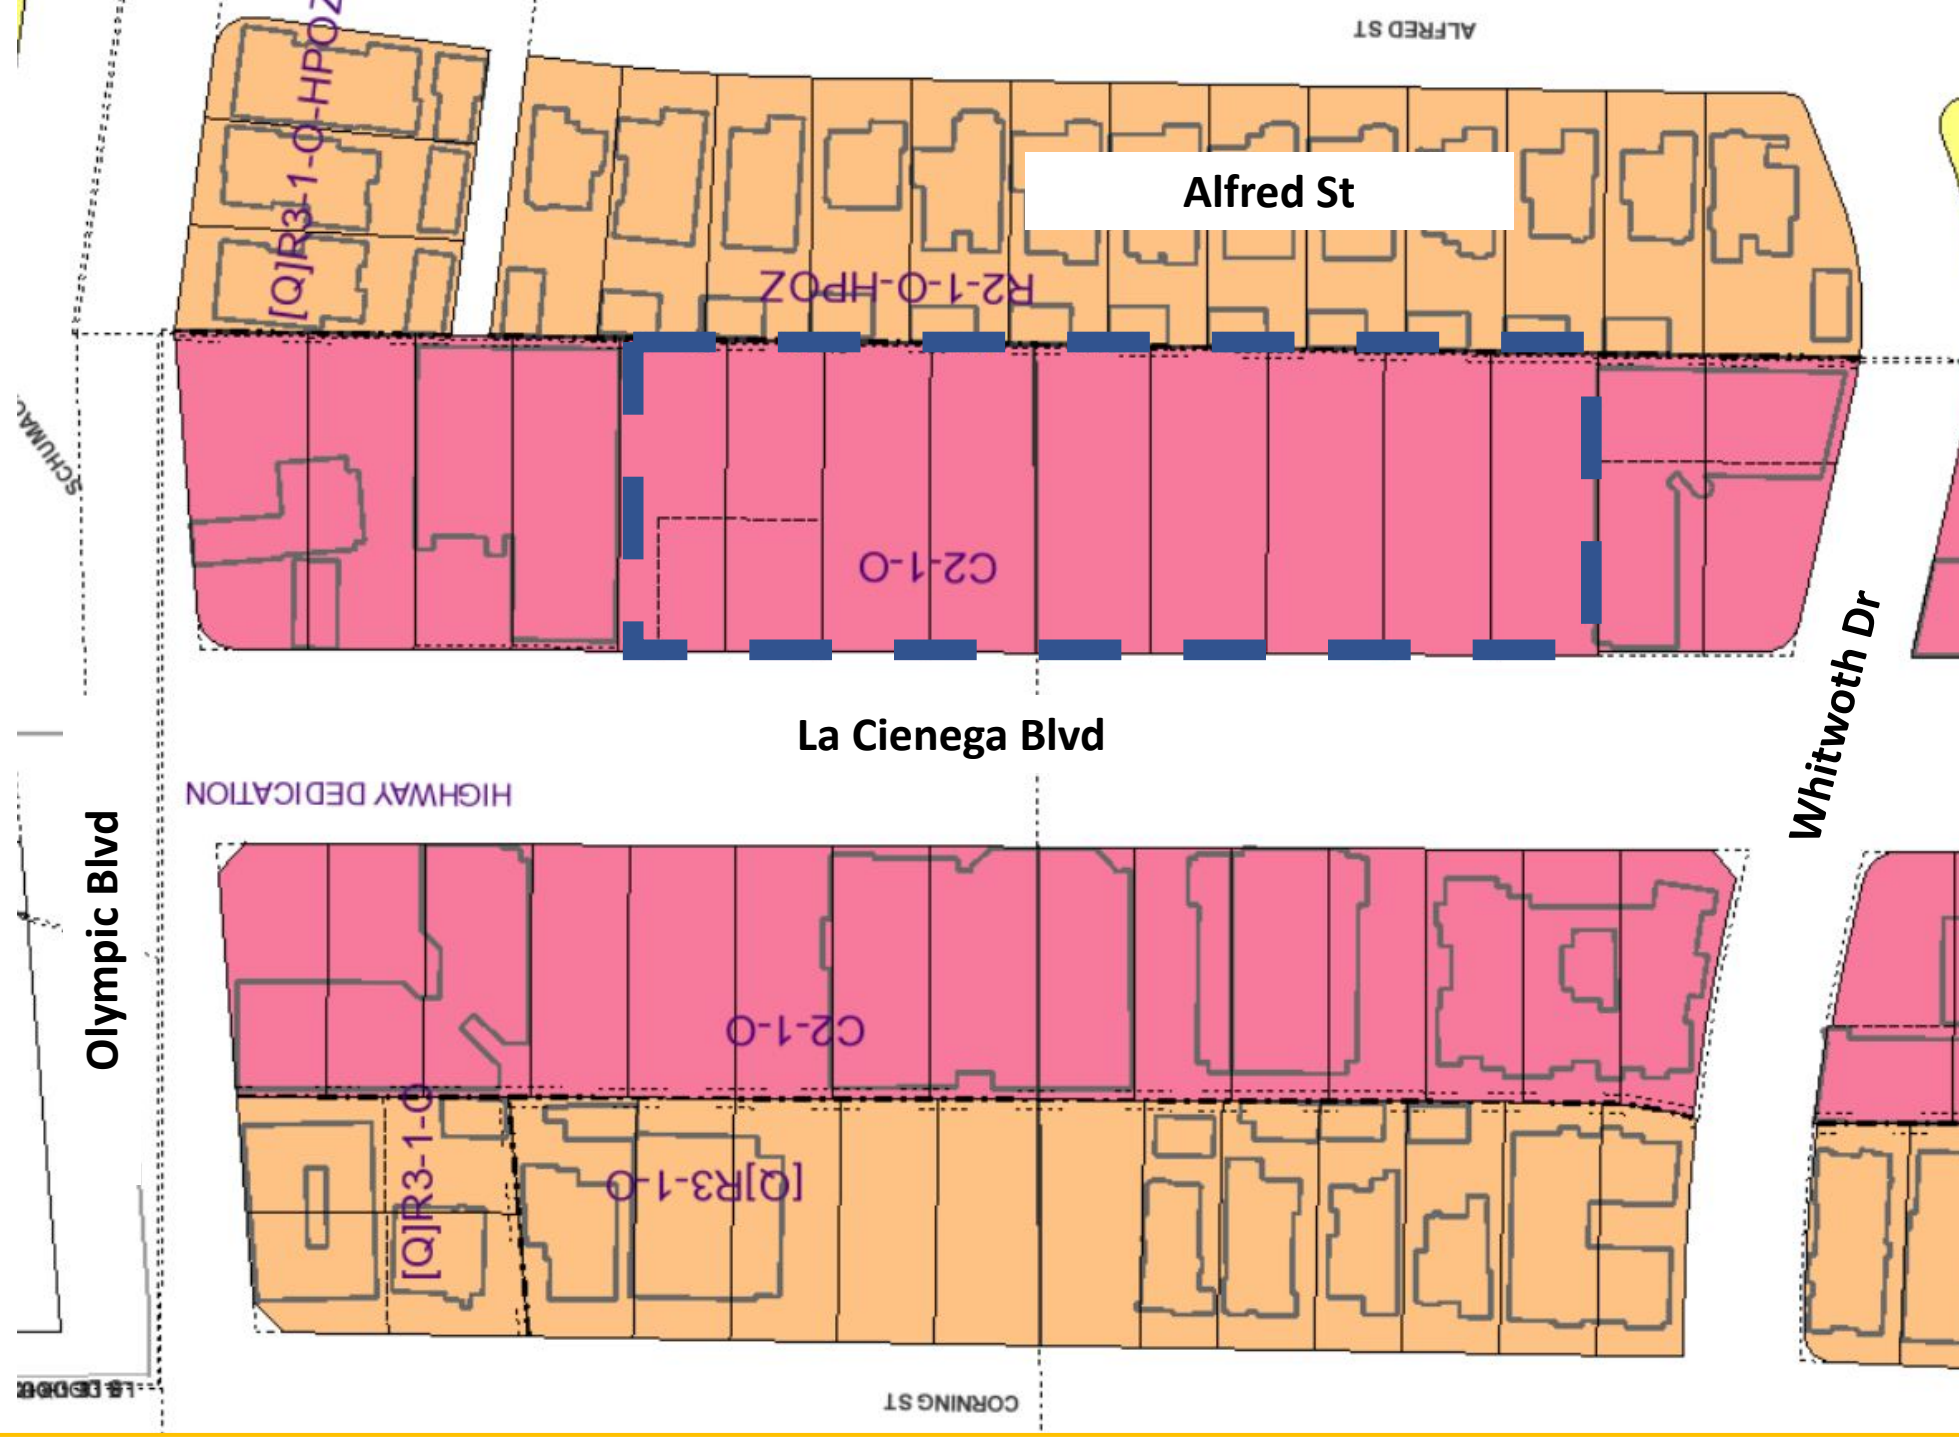 ALFRED ST
[Q]R3-1-O-HPOZ
Alfred St
R2-1-O-HPOZ
C2-1-O
Whitwoth Dr
La Cienega Blvd
HIGHWAY DEDICATION
Olympic Blvd
C2-1-O
[Q]R3-1-O
[Q]R3-1-O
CORNING ST